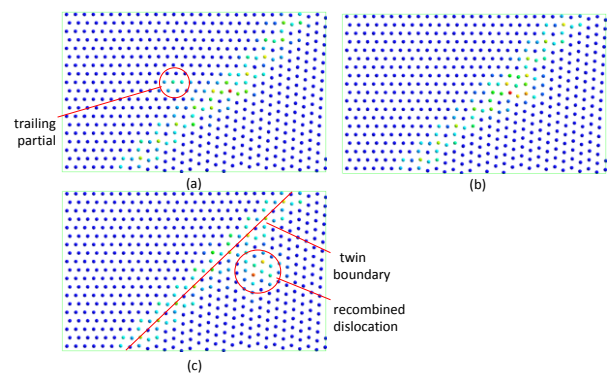 trailing
partial
(a)
(b)
twin
boundary
recombined
dislocation
(c)